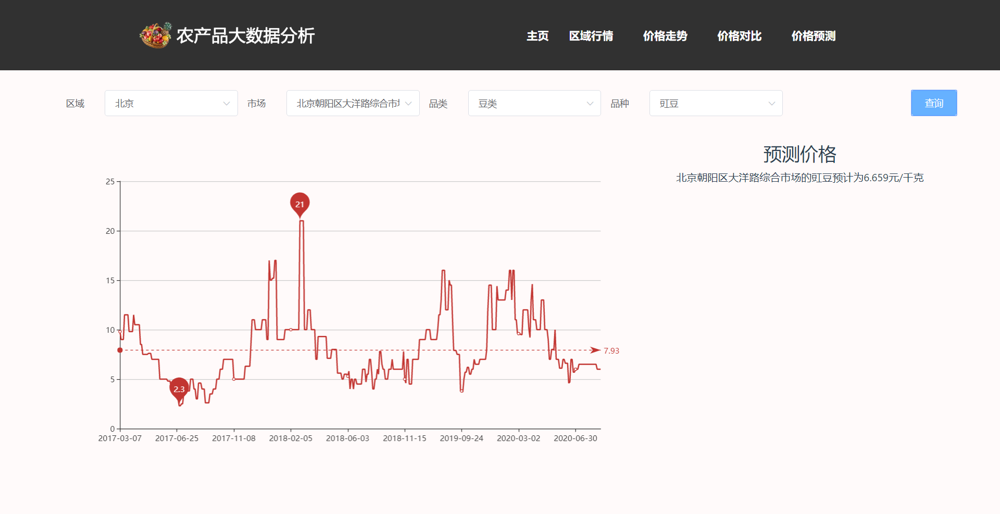 农产品大数据分析
主页 区域行情 价格走势 价格对比 价格预测
区域 北京 市场 北京朝阳区大洋路综合市 品类 豆类 品种 豇豆 查询
预测价格
北京朝阳区大洋路综合市场的豇豆预计为6.659元/千克
25
21
20
15
10
7.93
5
2.3
0
2017-03-07 2017-06-25 2017-11-08 2018-02-05 2018-06-03 2018-11-15 2019-09-24 2020-03-02 2020-06-30